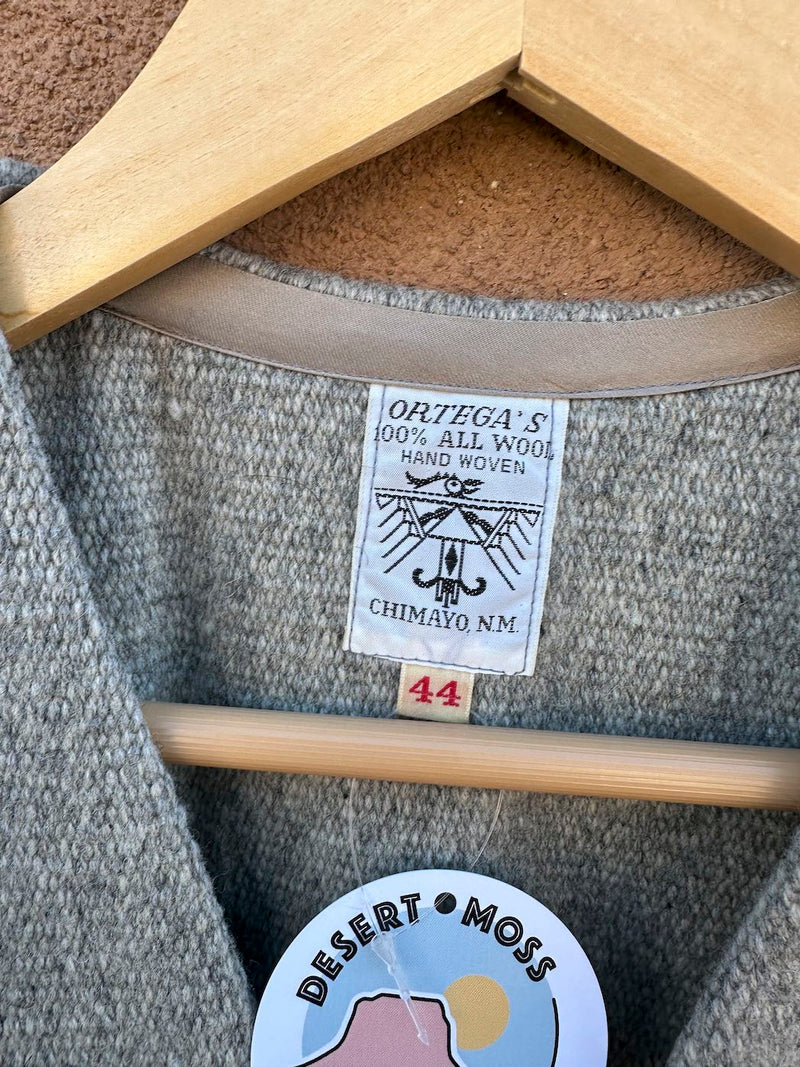 ORTEGA'S
100% ALL WOOL
HAND WOVEN
CHIMAYO, N.M.
44
DESERT • MOSS